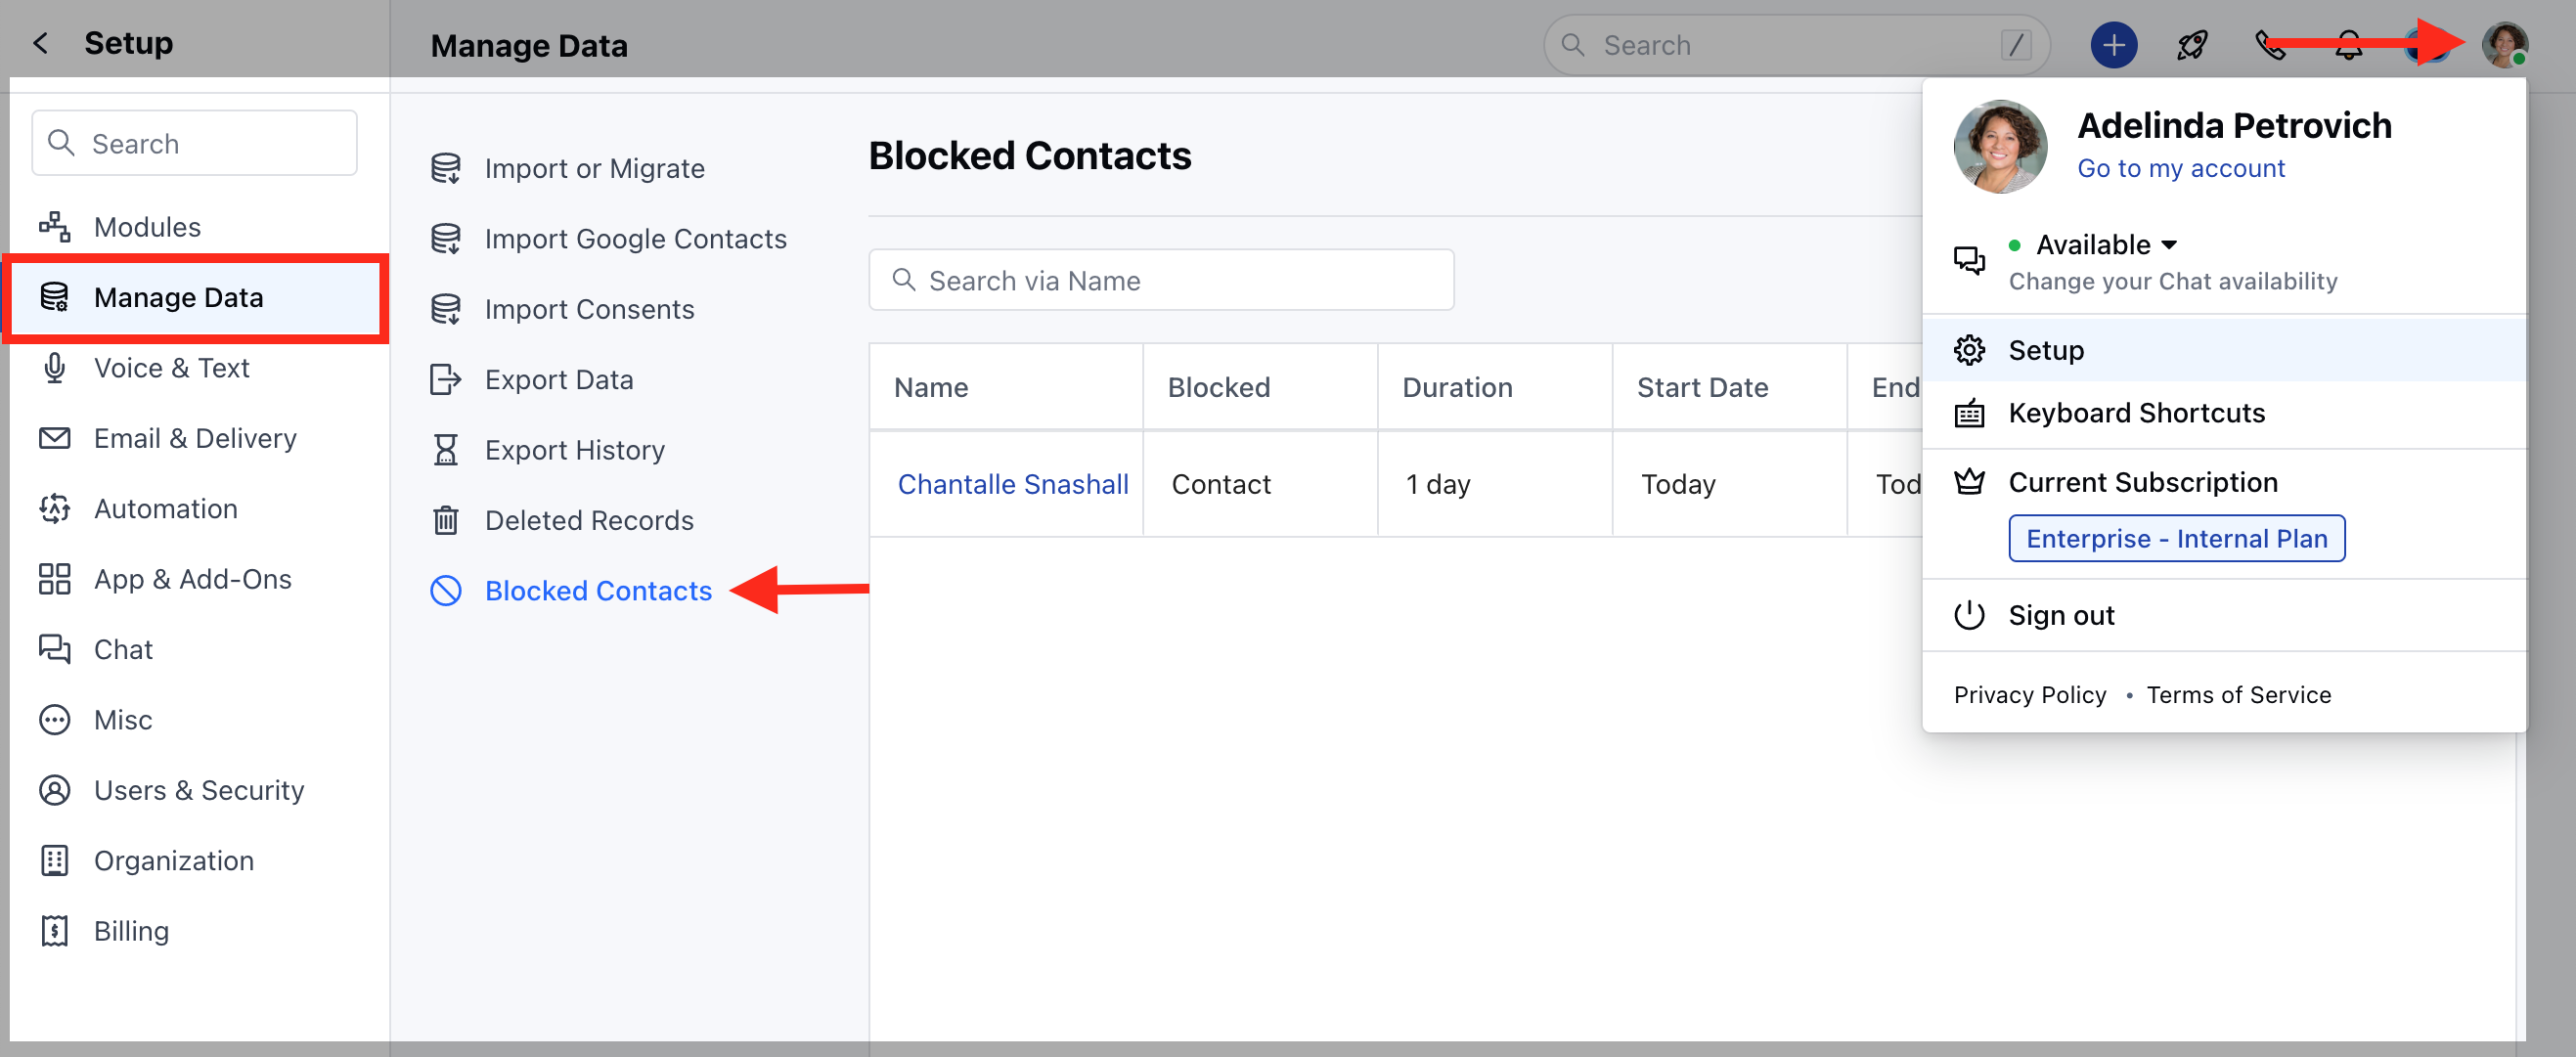 Setup
Manage Data
Search /
Search
Modules
Manage Data
Voice & Text
Email & Delivery
Automation
App & Add-Ons
Chat
Misc
Users & Security
Organization
Billing
Import or Migrate
Import Google Contacts
Import Consents
Export Data
Export History
Deleted Records
Blocked Contacts
Blocked Contacts
Search via Name
Name Blocked Duration Start Date End
Chantalle Snashall Contact 1 day Today Tod
Adelinda Petrovich
Go to my account
Available
Change your Chat availability
Setup
Keyboard Shortcuts
Current Subscription
Enterprise - Internal Plan
Sign out
Privacy Policy • Terms of Service